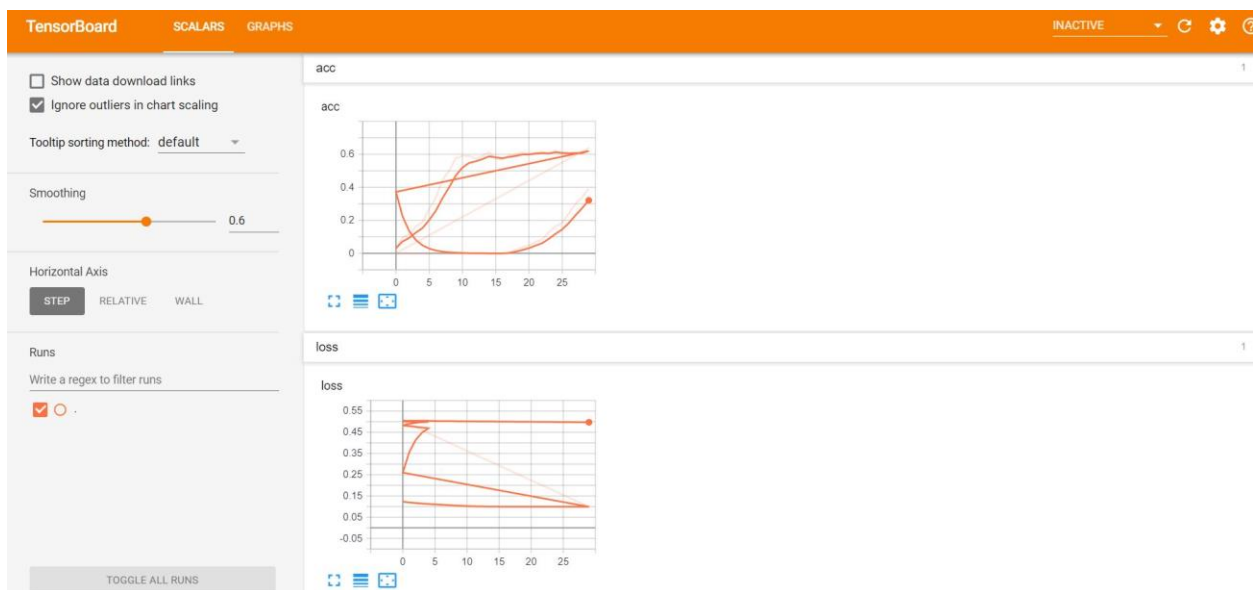 TensorBoard SCALARS GRAPHS INACTIVE
Show data download links
Ignore outliers in chart scaling
Tooltip sorting method: default
Smoothing
0.6
Horizontal Axis
STEP RELATIVE WALL
Runs
Write a regex to filter runs
.
TOGGLE ALL RUNS
acc 1
acc
0.6
0.4
0.2
0
0 5 10 15 20 25
loss 1
loss
0.55
0.45
0.35
0.25
0.15
0.05
-0.05
0 5 10 15 20 25